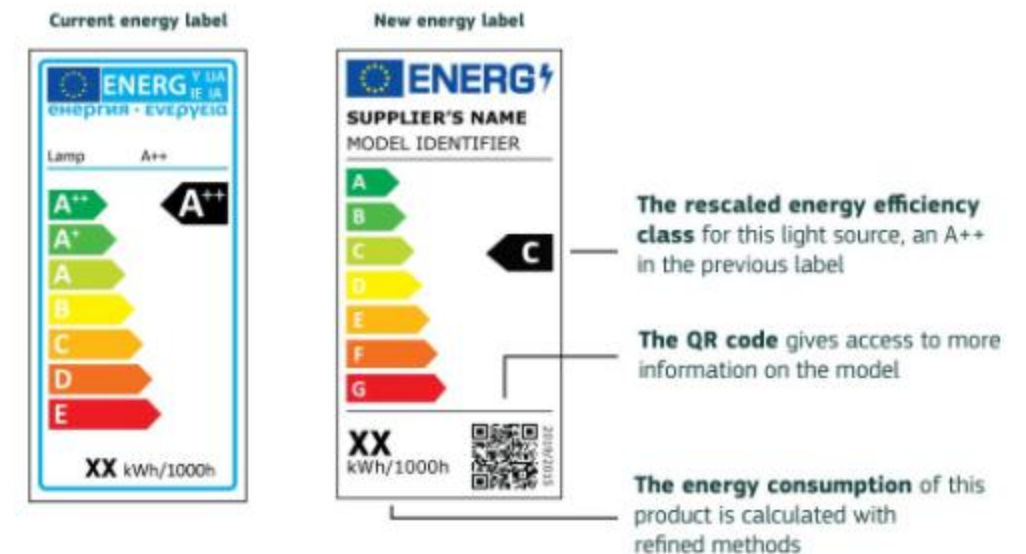 Current energy label
New energy label
ENERG Y IJA
IE IA
енергия · ενεργεια
Lamp A++
A++
A++
A+
A
B
C
D
E
XX kWh/1000h
ENERG
SUPPLIER'S NAME
MODEL IDENTIFIER
A
B
C
C
D
E
F
G
XX
kWh/1000h
2019/2015
The rescaled energy efficiency
class for this light source, an A++
in the previous label
The QR code gives access to more
information on the model
The energy consumption of this
product is calculated with
refined methods